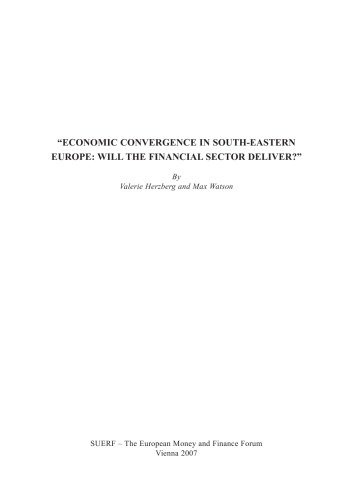 “ECONOMIC CONVERGENCE IN SOUTH-EASTERN
EUROPE: WILL THE FINANCIAL SECTOR DELIVER?”
By
Valerie Herzberg and Max Watson
SUERF – The European Money and Finance Forum
Vienna 2007